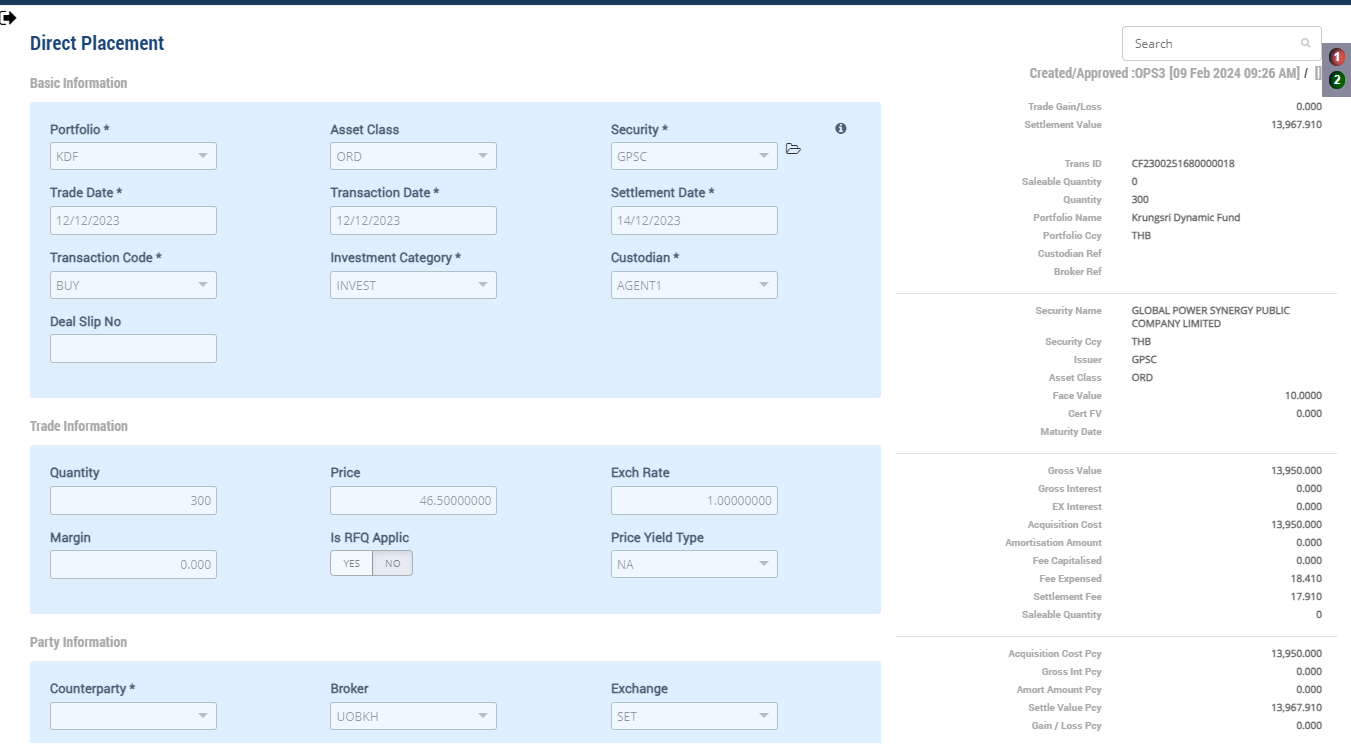 Direct Placement
Search
1
2
Created/Approved :OPS3 [09 Feb 2024 09:26 AM] / []
Basic Information
Portfolio *
Asset Class
Security *
KDF
ORD
GPSC
Trade Date *
Transaction Date *
Settlement Date *
12/12/2023
12/12/2023
14/12/2023
Transaction Code *
Investment Category *
Custodian *
BUY
INVEST
AGENT1
Deal Slip No
Trade Information
Quantity
Price
Exch Rate
300
46.50000000
1.00000000
Margin
Is RFQ Applic
Price Yield Type
0.000
YES NO
NA
Party Information
Counterparty *
Broker
Exchange
UOBKH
SET
Trade Gain/Loss 0.000
Settlement Value 13,967.910
Trans ID CF2300251680000018
Saleable Quantity 0
Quantity 300
Portfolio Name Krungsri Dynamic Fund
Portfolio Ccy THB
Custodian Ref
Broker Ref
Security Name GLOBAL POWER SYNERGY PUBLIC
COMPANY LIMITED
Security Ccy THB
Issuer GPSC
Asset Class ORD
Face Value 10.0000
Cert FV 0.000
Maturity Date
Gross Value 13,950.000
Gross Interest 0.000
EX Interest 0.000
Acquisition Cost 13,950.000
Amortisation Amount 0.000
Fee Capitalised 0.000
Fee Expensed 18.410
Settlement Fee 17.910
Saleable Quantity 0
Acquisition Cost Pcy 13,950.000
Gross Int Pcy 0.000
Amort Amount Pcy 0.000
Settle Value Pcy 13,967.910
Gain / Loss Pcy 0.000